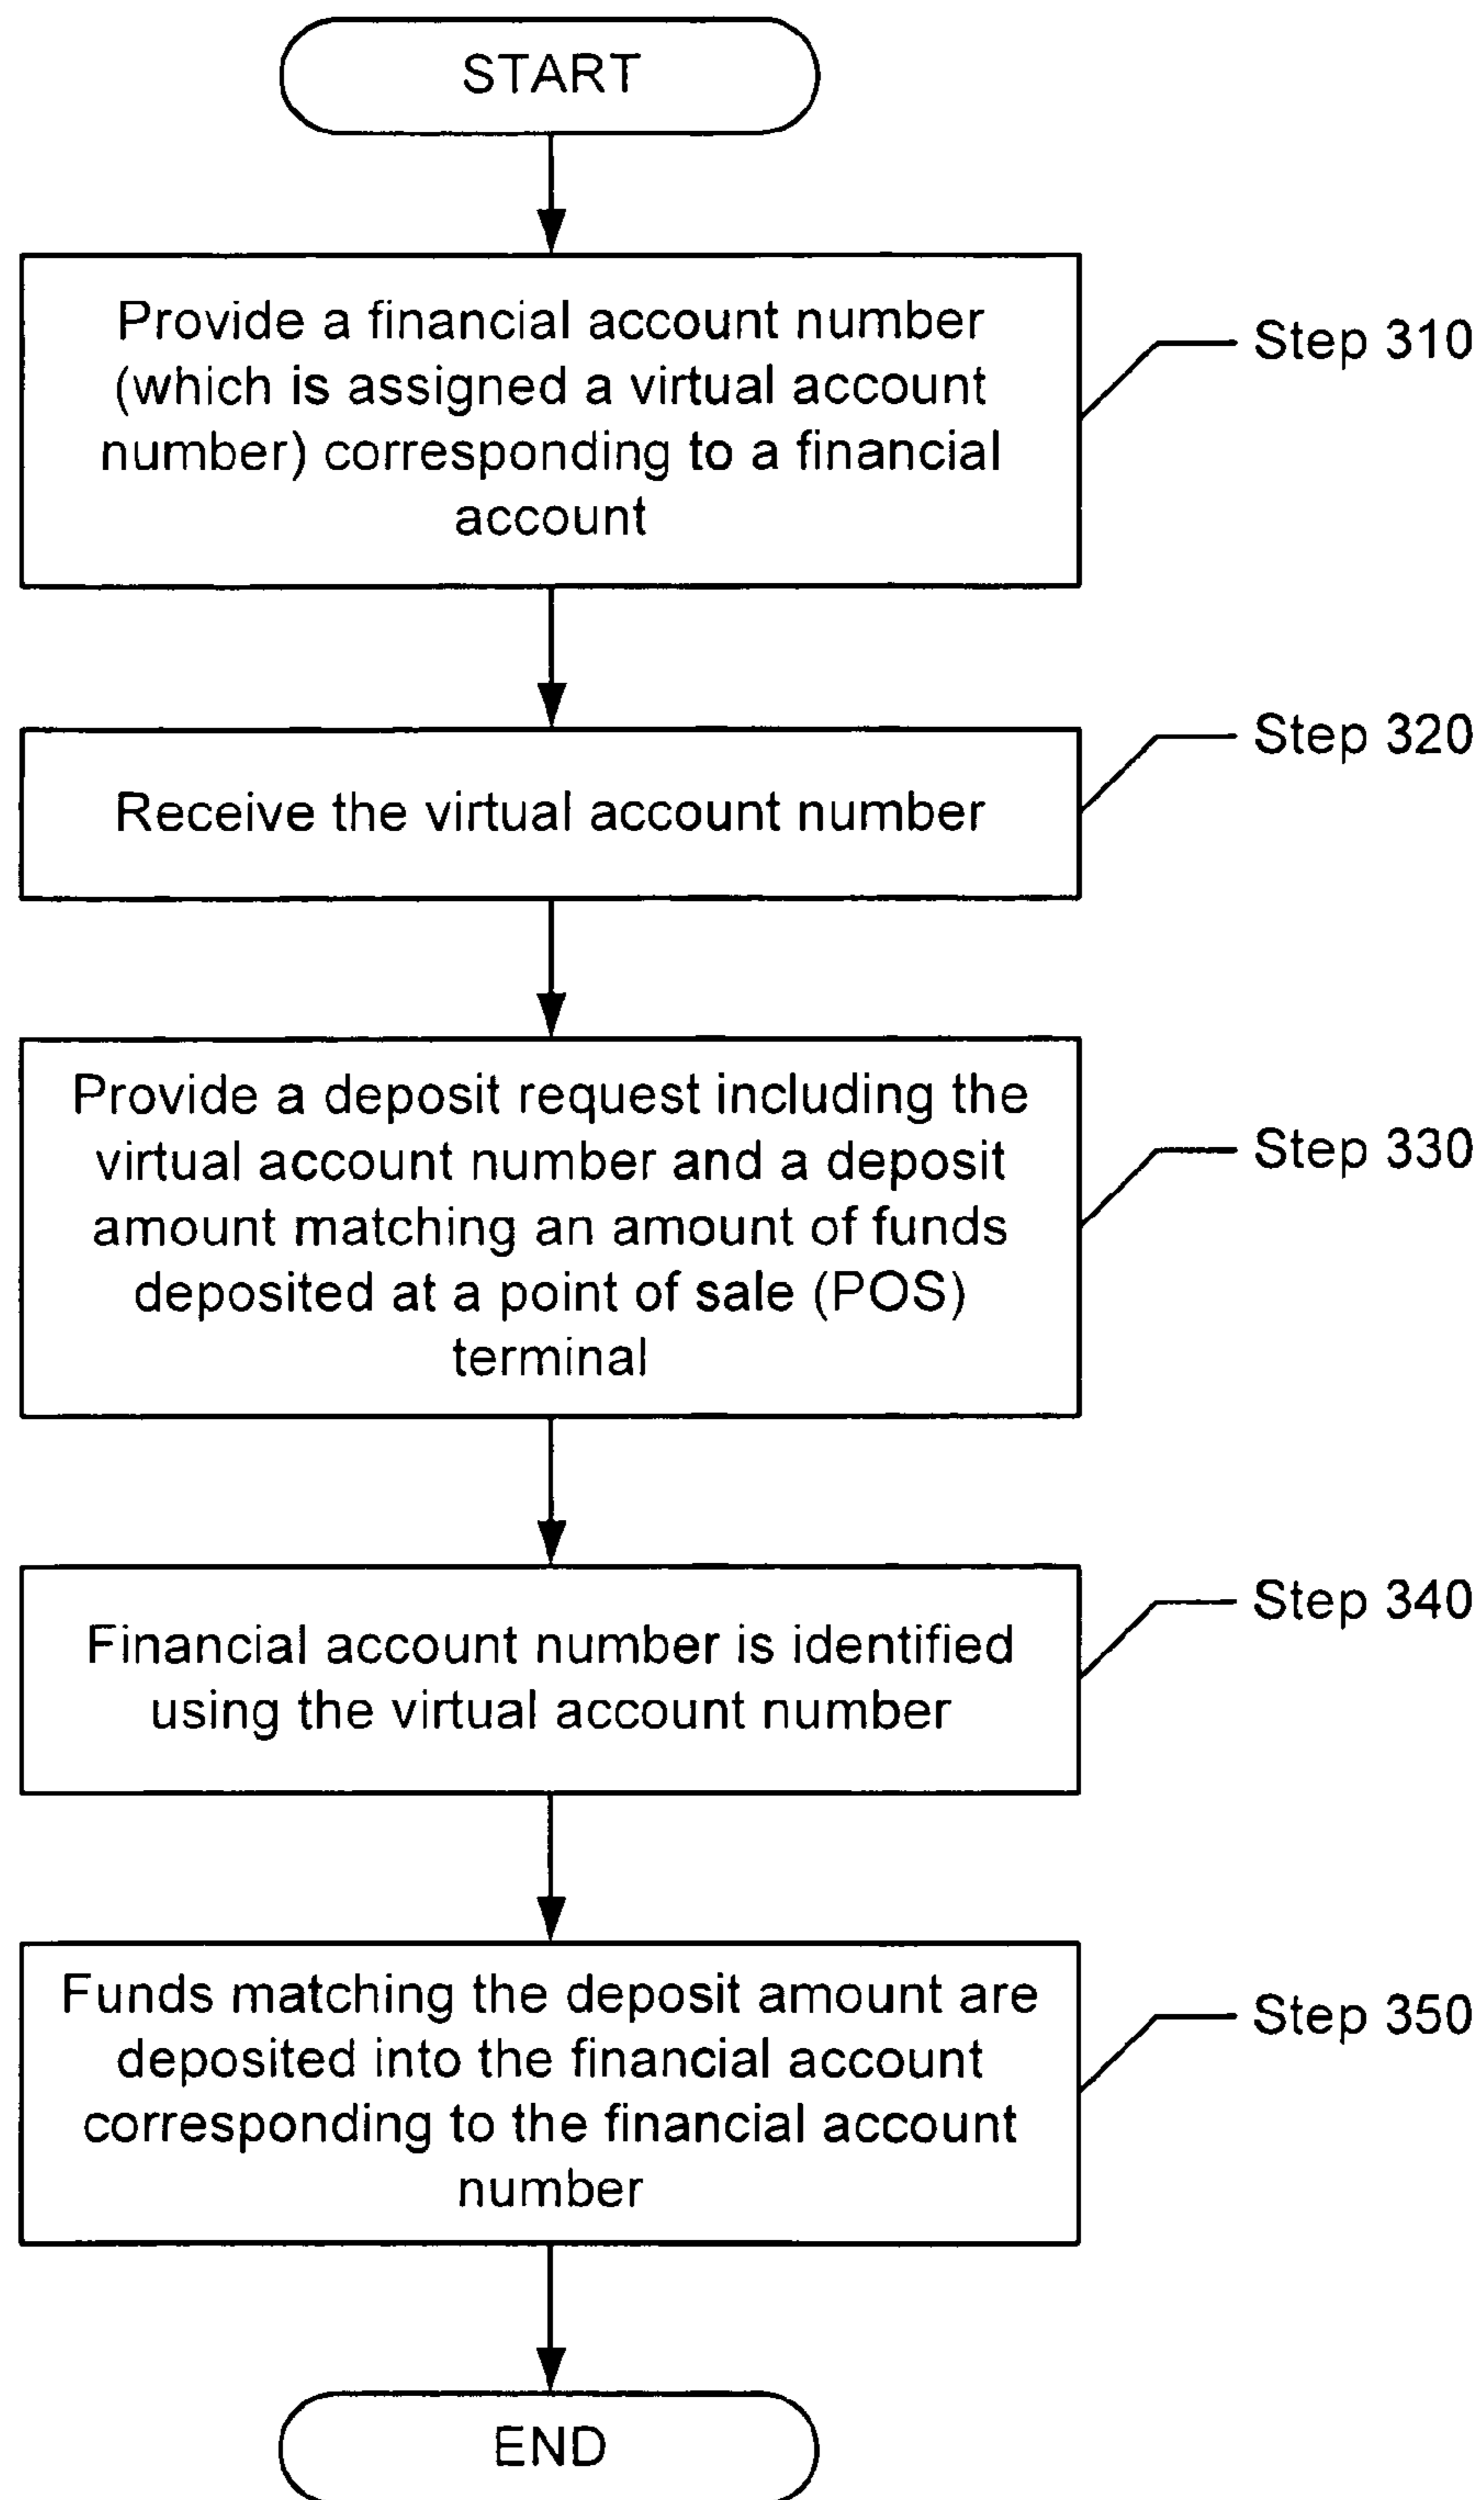 START
Provide a financial account number
(which is assigned a virtual account
number) corresponding to a financial
account
Step 310
Receive the virtual account number
Step 320
Provide a deposit request including the
virtual account number and a deposit
amount matching an amount of funds
deposited at a point of sale (POS)
terminal
Step 330
Financial account number is identified
using the virtual account number
Step 340
Funds matching the deposit amount are
deposited into the financial account
corresponding to the financial account
number
Step 350
END